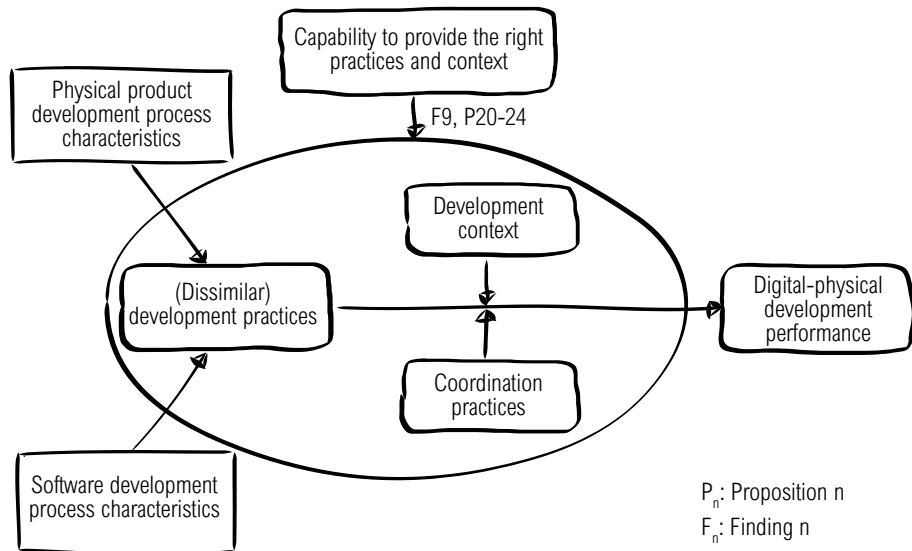 Capability to provide the right
practices and context
Physical product
development process
characteristics
F9, P20-24
Development
context
(Dissimilar)
development practices
Digital-physical
development
performance
Coordination
practices
Software development
process characteristics
Pn: Proposition n
Fn: Finding n